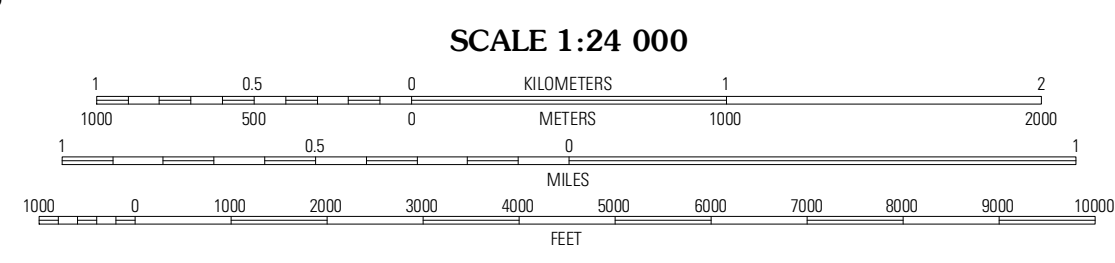 SCALE 1:24 000
1 0.5 0 KILOMETERS 1 2
1000 500 0 METERS 1000 2000
1 0.5 0 1
MILES
1000 0 1000 2000 3000 4000 5000 6000 7000 8000 9000 10000
FEET